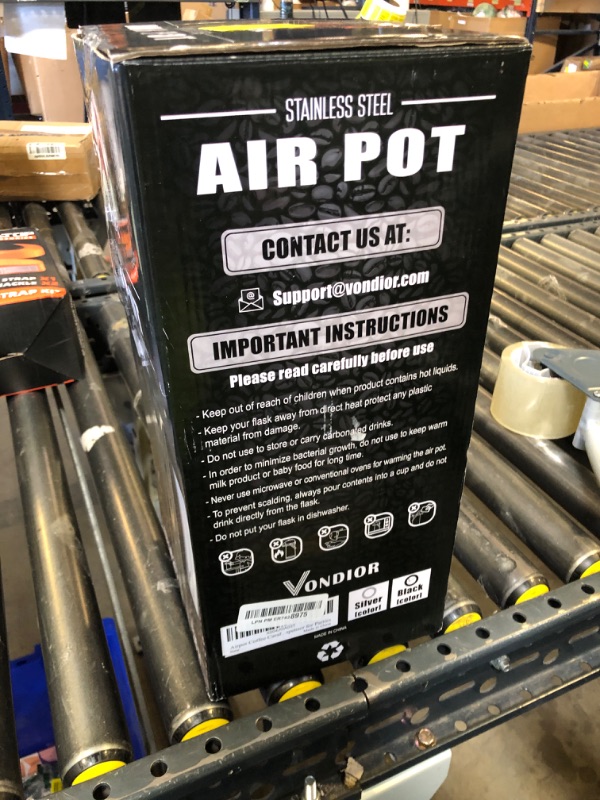 STAINLESS STEEL
AIR POT
CONTACT US AT:
Support@vondior.com
IMPORTANT INSTRUCTIONS
Please read carefully before use
- Keep out of reach of children when product contains hot liquids.
- Keep your flask away from direct heat protect any plastic
material from damage.
- Do not use to store or carry carbonated drinks.
- In order to minimize bacterial growth, do not use to keep warm
milk product or baby food for long time.
- Never use microwave or conventional ovens for warming the air pot.
- To prevent scalding, always pour contents into a cup and do not
drink directly from the flask.
- Do not put your flask in dishwasher.
VONDIOR
Silver
[color]
Black
[color]
MADE IN CHINA
STRAP
TRAP